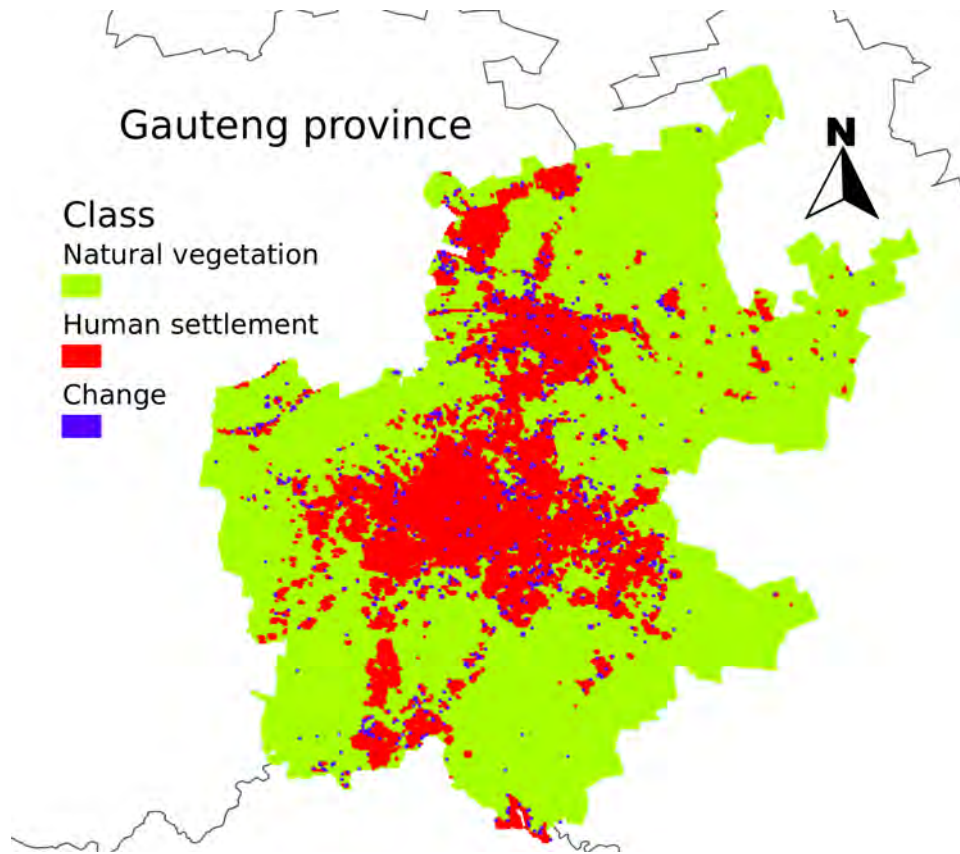 Gauteng province
N
Class
Natural vegetation
Human settlement
Change